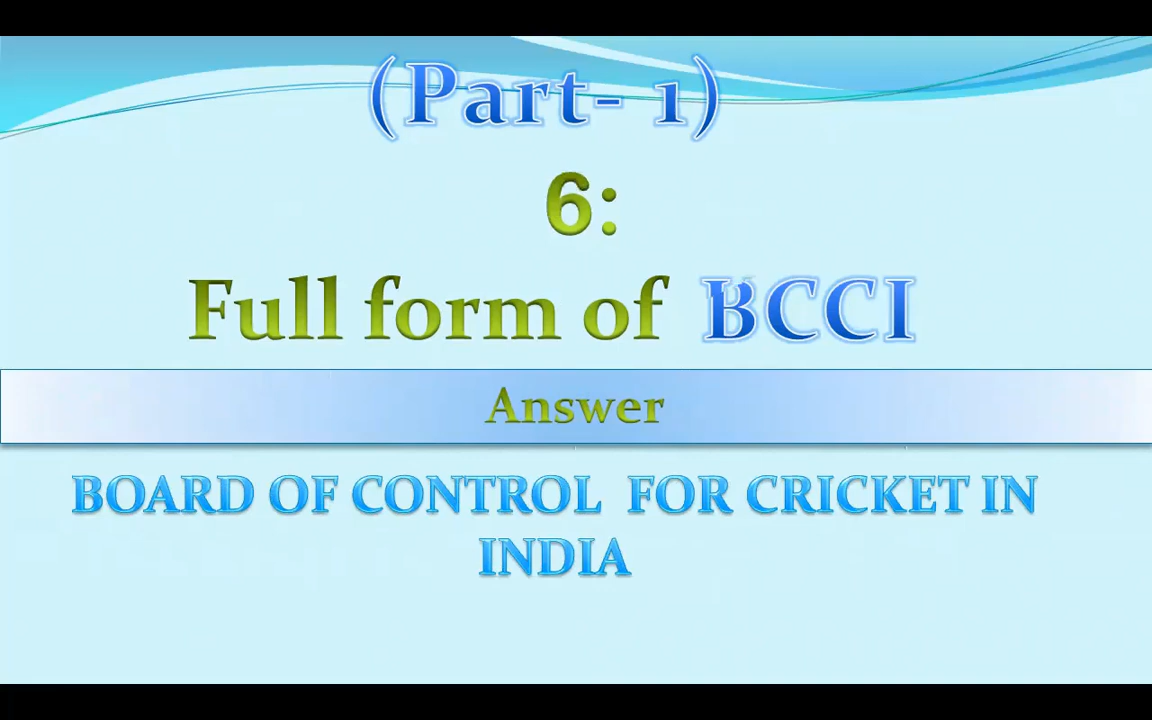 (Part- 1)
6:
Full form of BCCI
Answer
BOARD OF CONTROL FOR CRICKET IN
INDIA